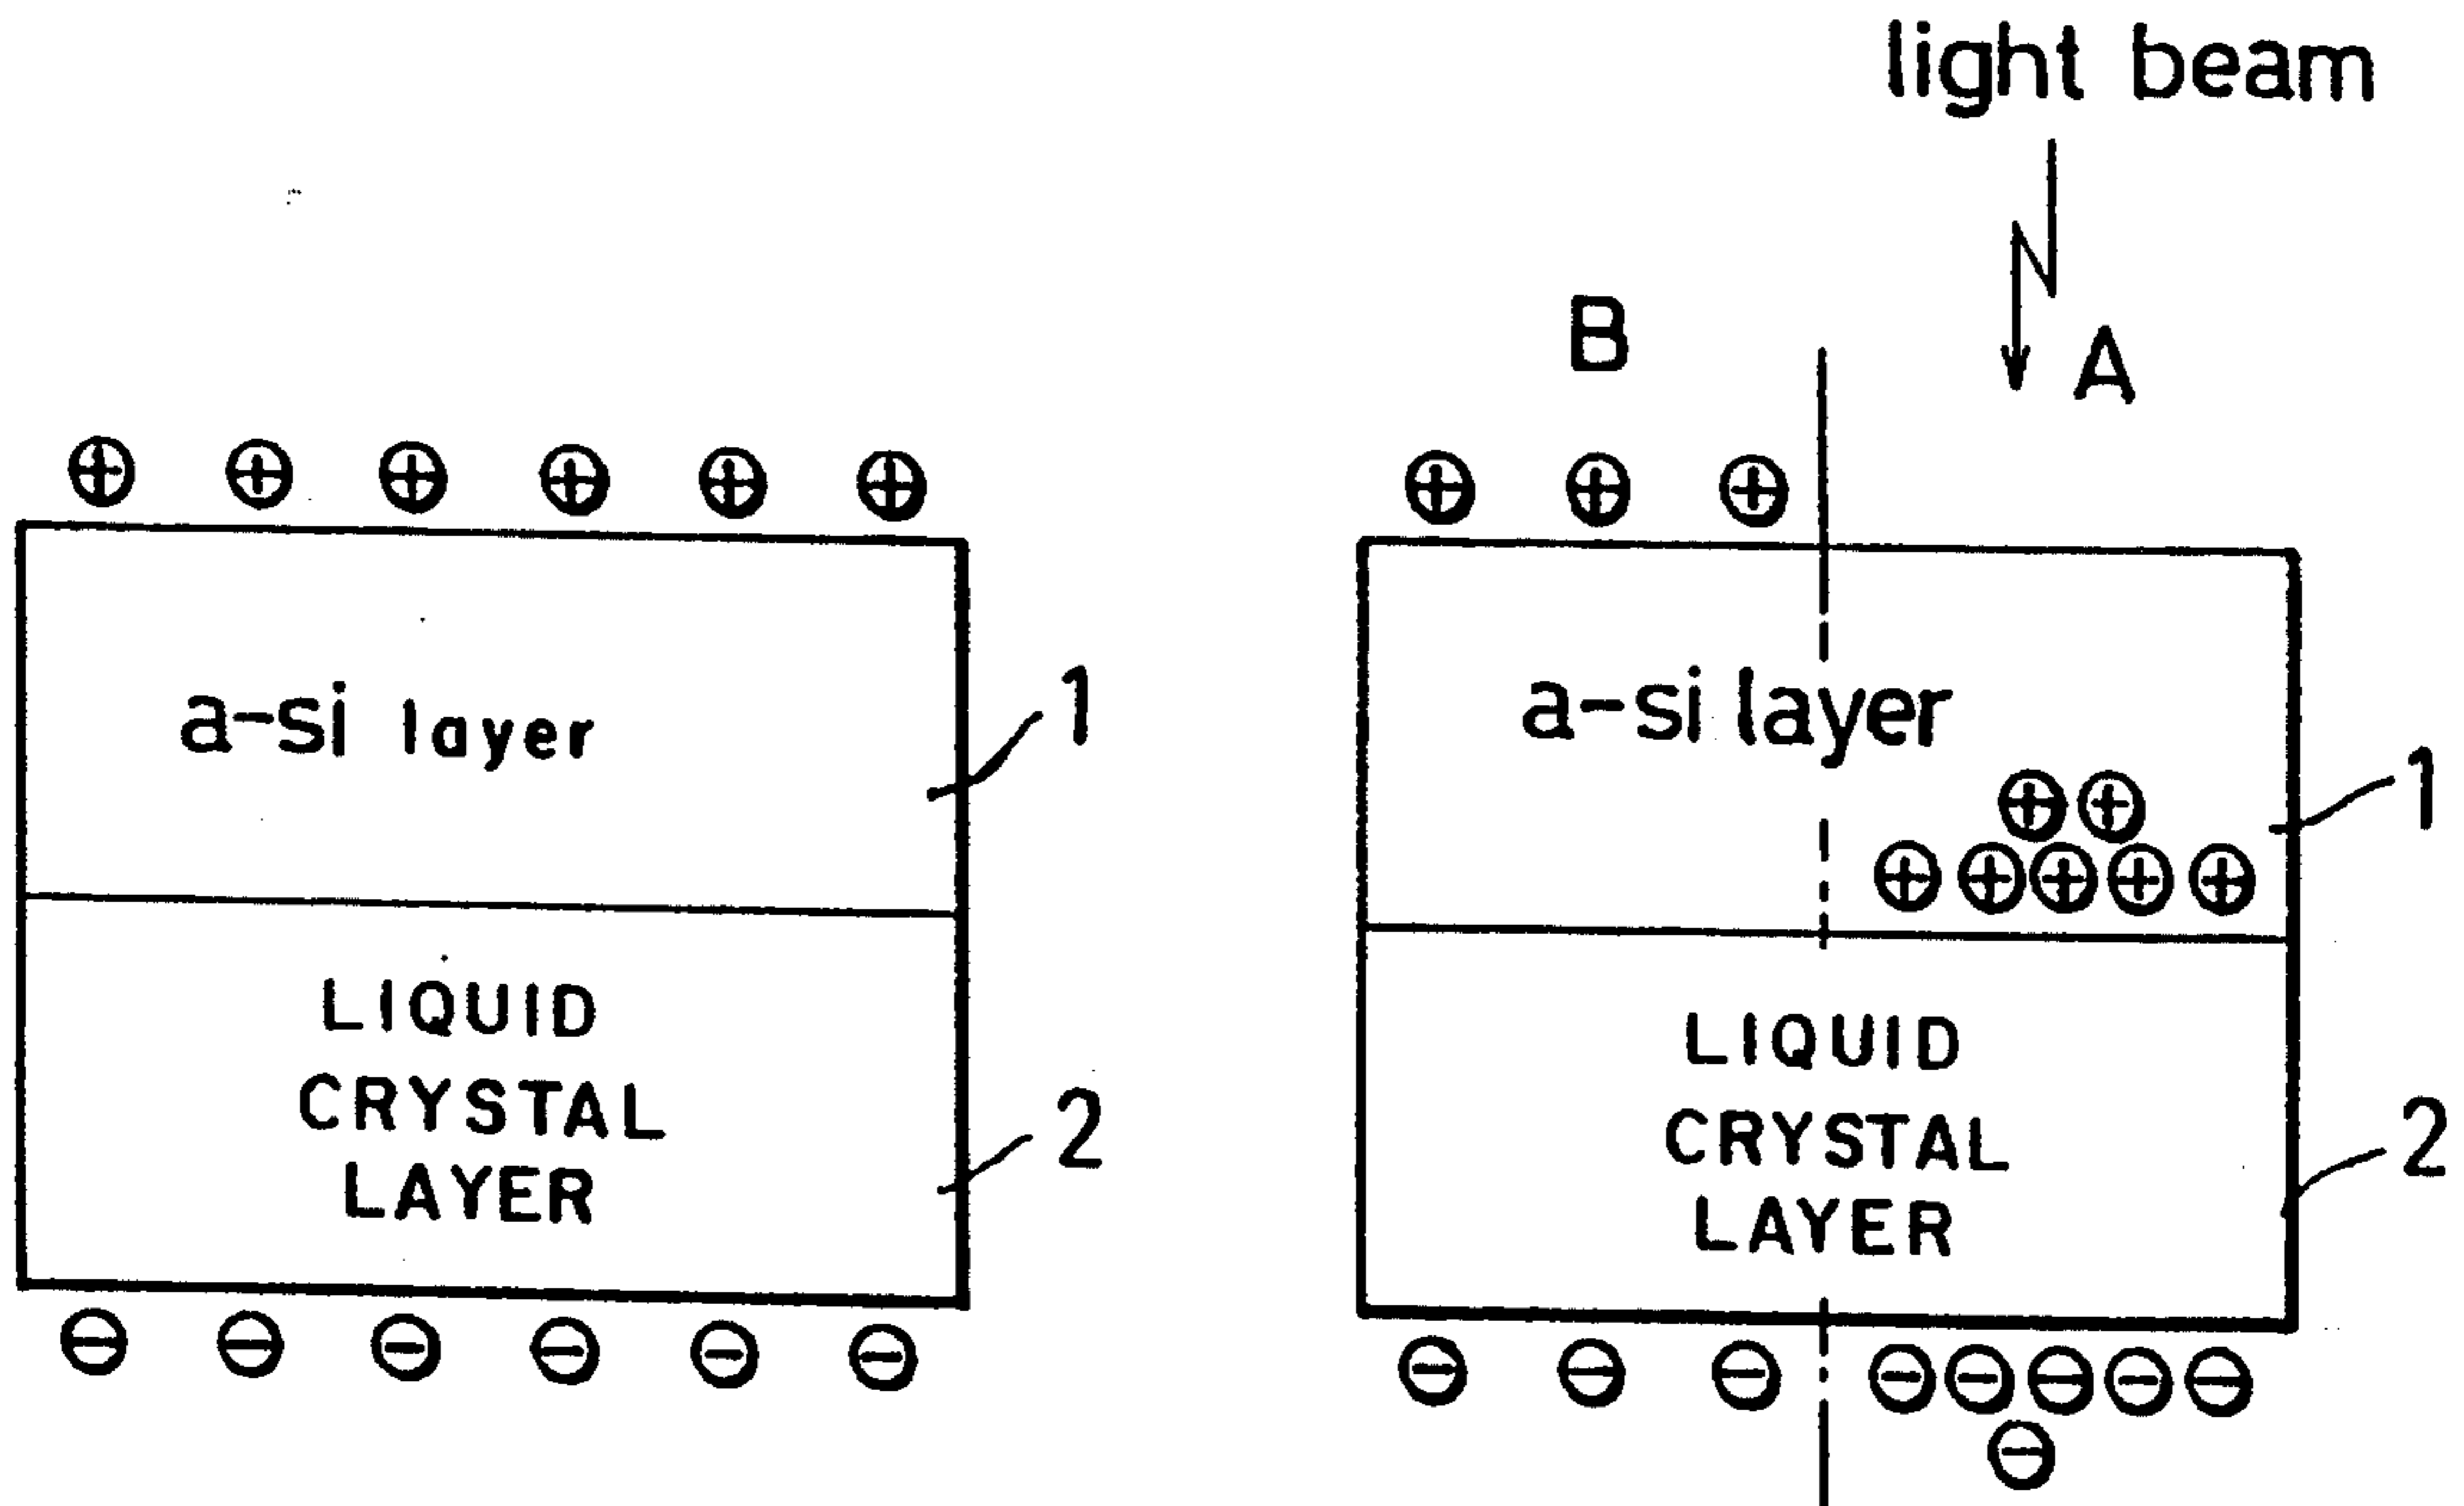 light beam
B
A
a-si layer
1
LIQUID
CRYSTAL
LAYER
2
a-si layer
1
LIQUID
CRYSTAL
LAYER
2